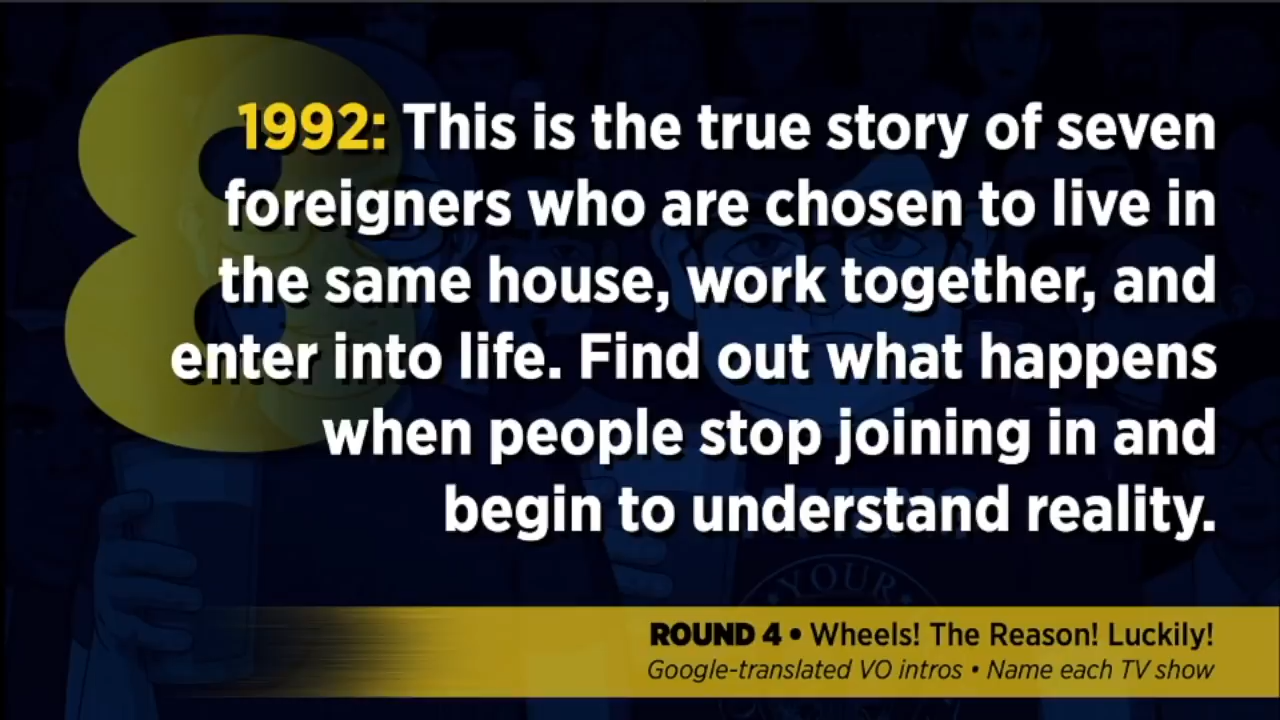 8
1992: This is the true story of seven
foreigners who are chosen to live in
the same house, work together, and
enter into life. Find out what happens
when people stop joining in and
begin to understand reality.
YOUR
ROUND 4 • Wheels! The Reason! Luckily!
Google-translated VO intros • Name each TV show